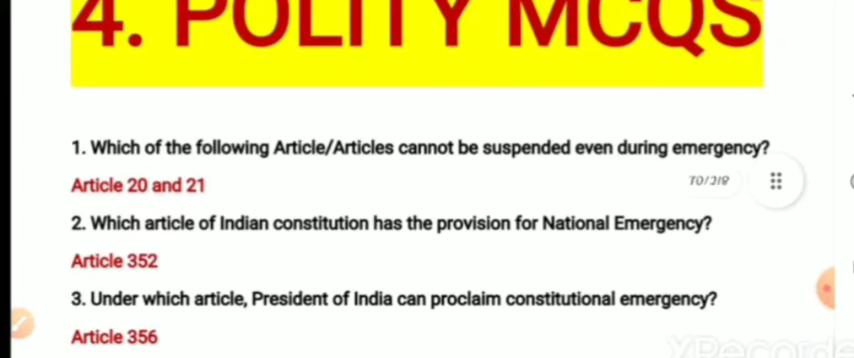 4. POLITY MCQS
1. Which of the following Article/Articles cannot be suspended even during emergency?
Article 20 and 21
2. Which article of Indian constitution has the provision for National Emergency?
Article 352
3. Under which article, President of India can proclaim constitutional emergency?
Article 356